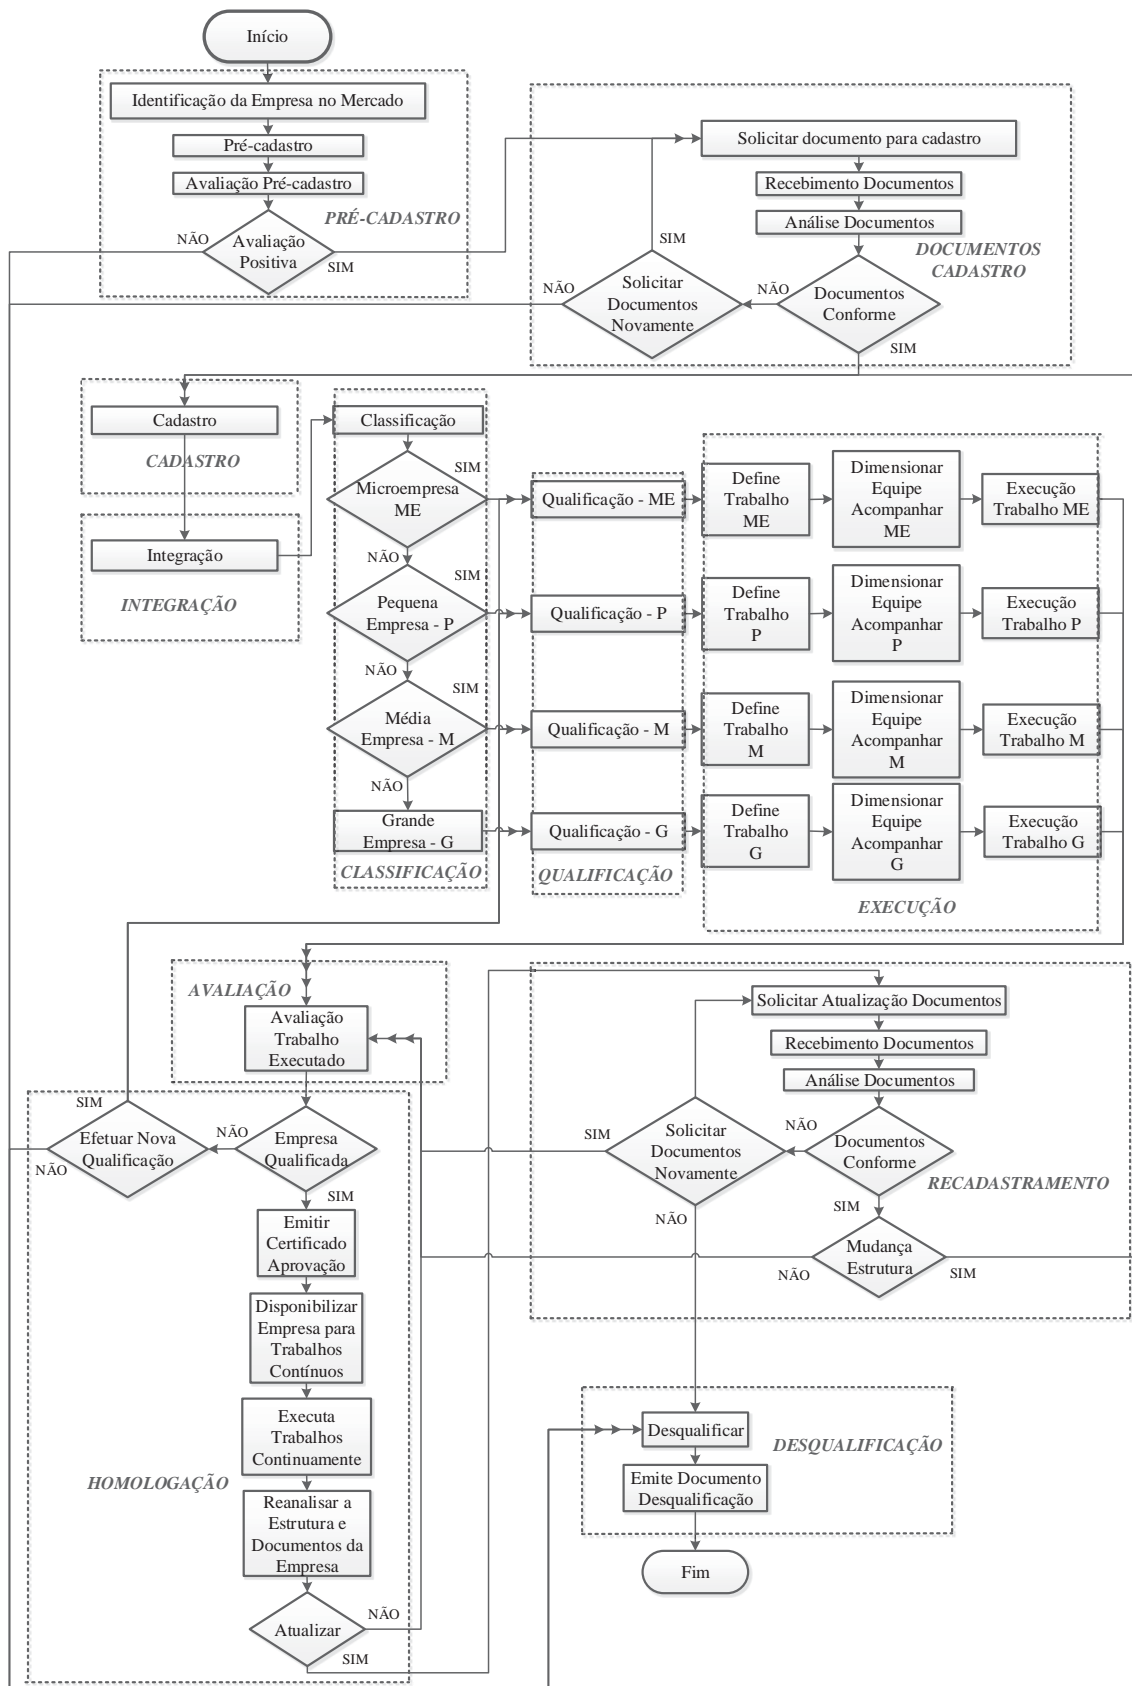 Início
Identificação da Empresa no Mercado
Pré-cadastro
Avaliação Pré-cadastro
PRÉ-CADASTRO
NÃO
Avaliação
Positiva
SIM
Solicitar documento para cadastro
Recebimento Documentos
Análise Documentos
DOCUMENTOS
CADASTRO
SIM
NÃO
Solicitar
Documentos
Novamente
NÃO
Documentos
Conforme
SIM
Cadastro
CADASTRO
Integração
INTEGRAÇÃO
Classificação
SIM
Microempresa
ME
NÃO
SIM
Pequena
Empresa - P
NÃO
SIM
Média
Empresa - M
NÃO
Grande
Empresa - G
CLASSIFICAÇÃO
Qualificação - ME
Qualificação - P
Qualificação - M
Qualificação - G
QUALIFICAÇÃO
Define
Trabalho
ME
Dimensionar
Equipe
Acompanhar
ME
Execução
Trabalho ME
Define
Trabalho
P
Dimensionar
Equipe
Acompanhar
P
Execução
Trabalho P
Define
Trabalho
M
Dimensionar
Equipe
Acompanhar
M
Execução
Trabalho M
Define
Trabalho
G
Dimensionar
Equipe
Acompanhar
G
Execução
Trabalho G
EXECUÇÃO
AVALIAÇÃO
Avaliação
Trabalho
Executado
SIM
Efetuar Nova
Qualificação
NÃO
NÃO
Empresa
Qualificada
SIM
Emitir
Certificado
Aprovação
Disponibilizar
Empresa para
Trabalhos
Contínuos
Executa
Trabalhos
Continuamente
HOMOLOGAÇÃO
Reanalisar a
Estrutura e
Documentos da
Empresa
Atualizar
NÃO
SIM
Solicitar Atualização Documentos
Recebimento Documentos
Análise Documentos
SIM
Solicitar
Documentos
Novamente
NÃO
NÃO
Documentos
Conforme
RECADASTRAMENTO
SIM
Mudança
Estrutura
NÃO
SIM
Desqualificar
DESQUALIFICAÇÃO
Emite Documento
Desqualificação
Fim